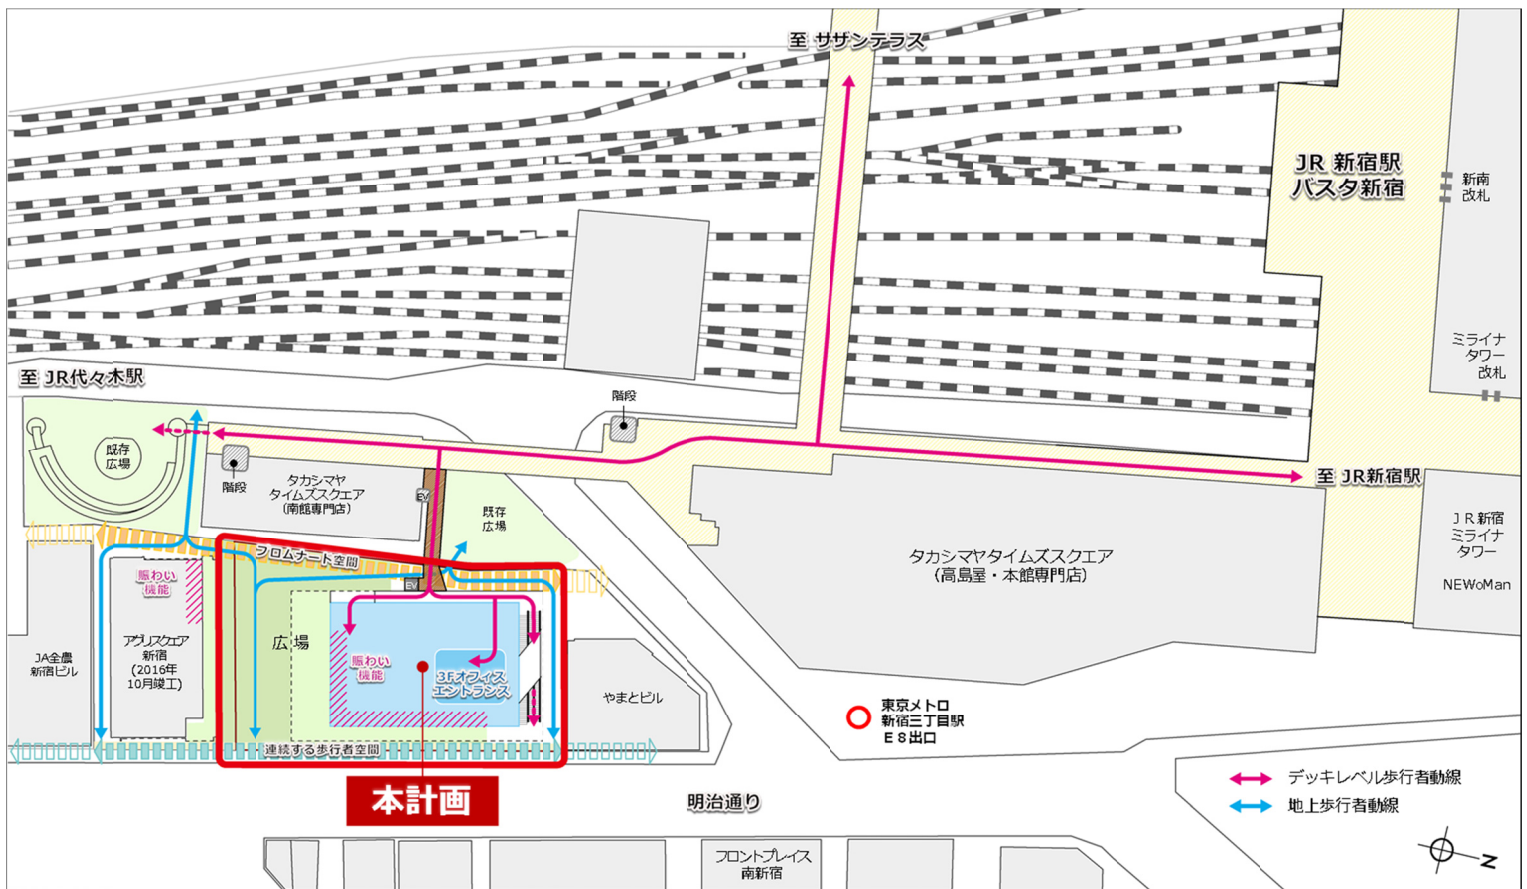 至 サザンテラス
JR 新宿駅
バスタ新宿
新南
改札
ミライナ
タワー
改札
至 JR代々木駅
階段
既存
広場
階段
タカシマヤ
タイムズスクエア
(南館専門店)
EV
既存
広場
至 JR新宿駅
JR新宿
ミライナ
タワー
NEWoMan
タカシマヤタイムズスクエア
(高島屋・本館専門店)
フロムナート空間
EV
賑わい
機能
JA全農
新宿ビル
アグリスクエア
新宿
(2016年
10月竣工)
広場
賑わい
機能
3Fオフィス
エントランス
やまとビル
東京メトロ
新宿三丁目駅
E8出口
連続する歩行者空間
本計画
明治通り
デッキレベル歩行者動線
地上歩行者動線
フロントプレイス
南新宿
N